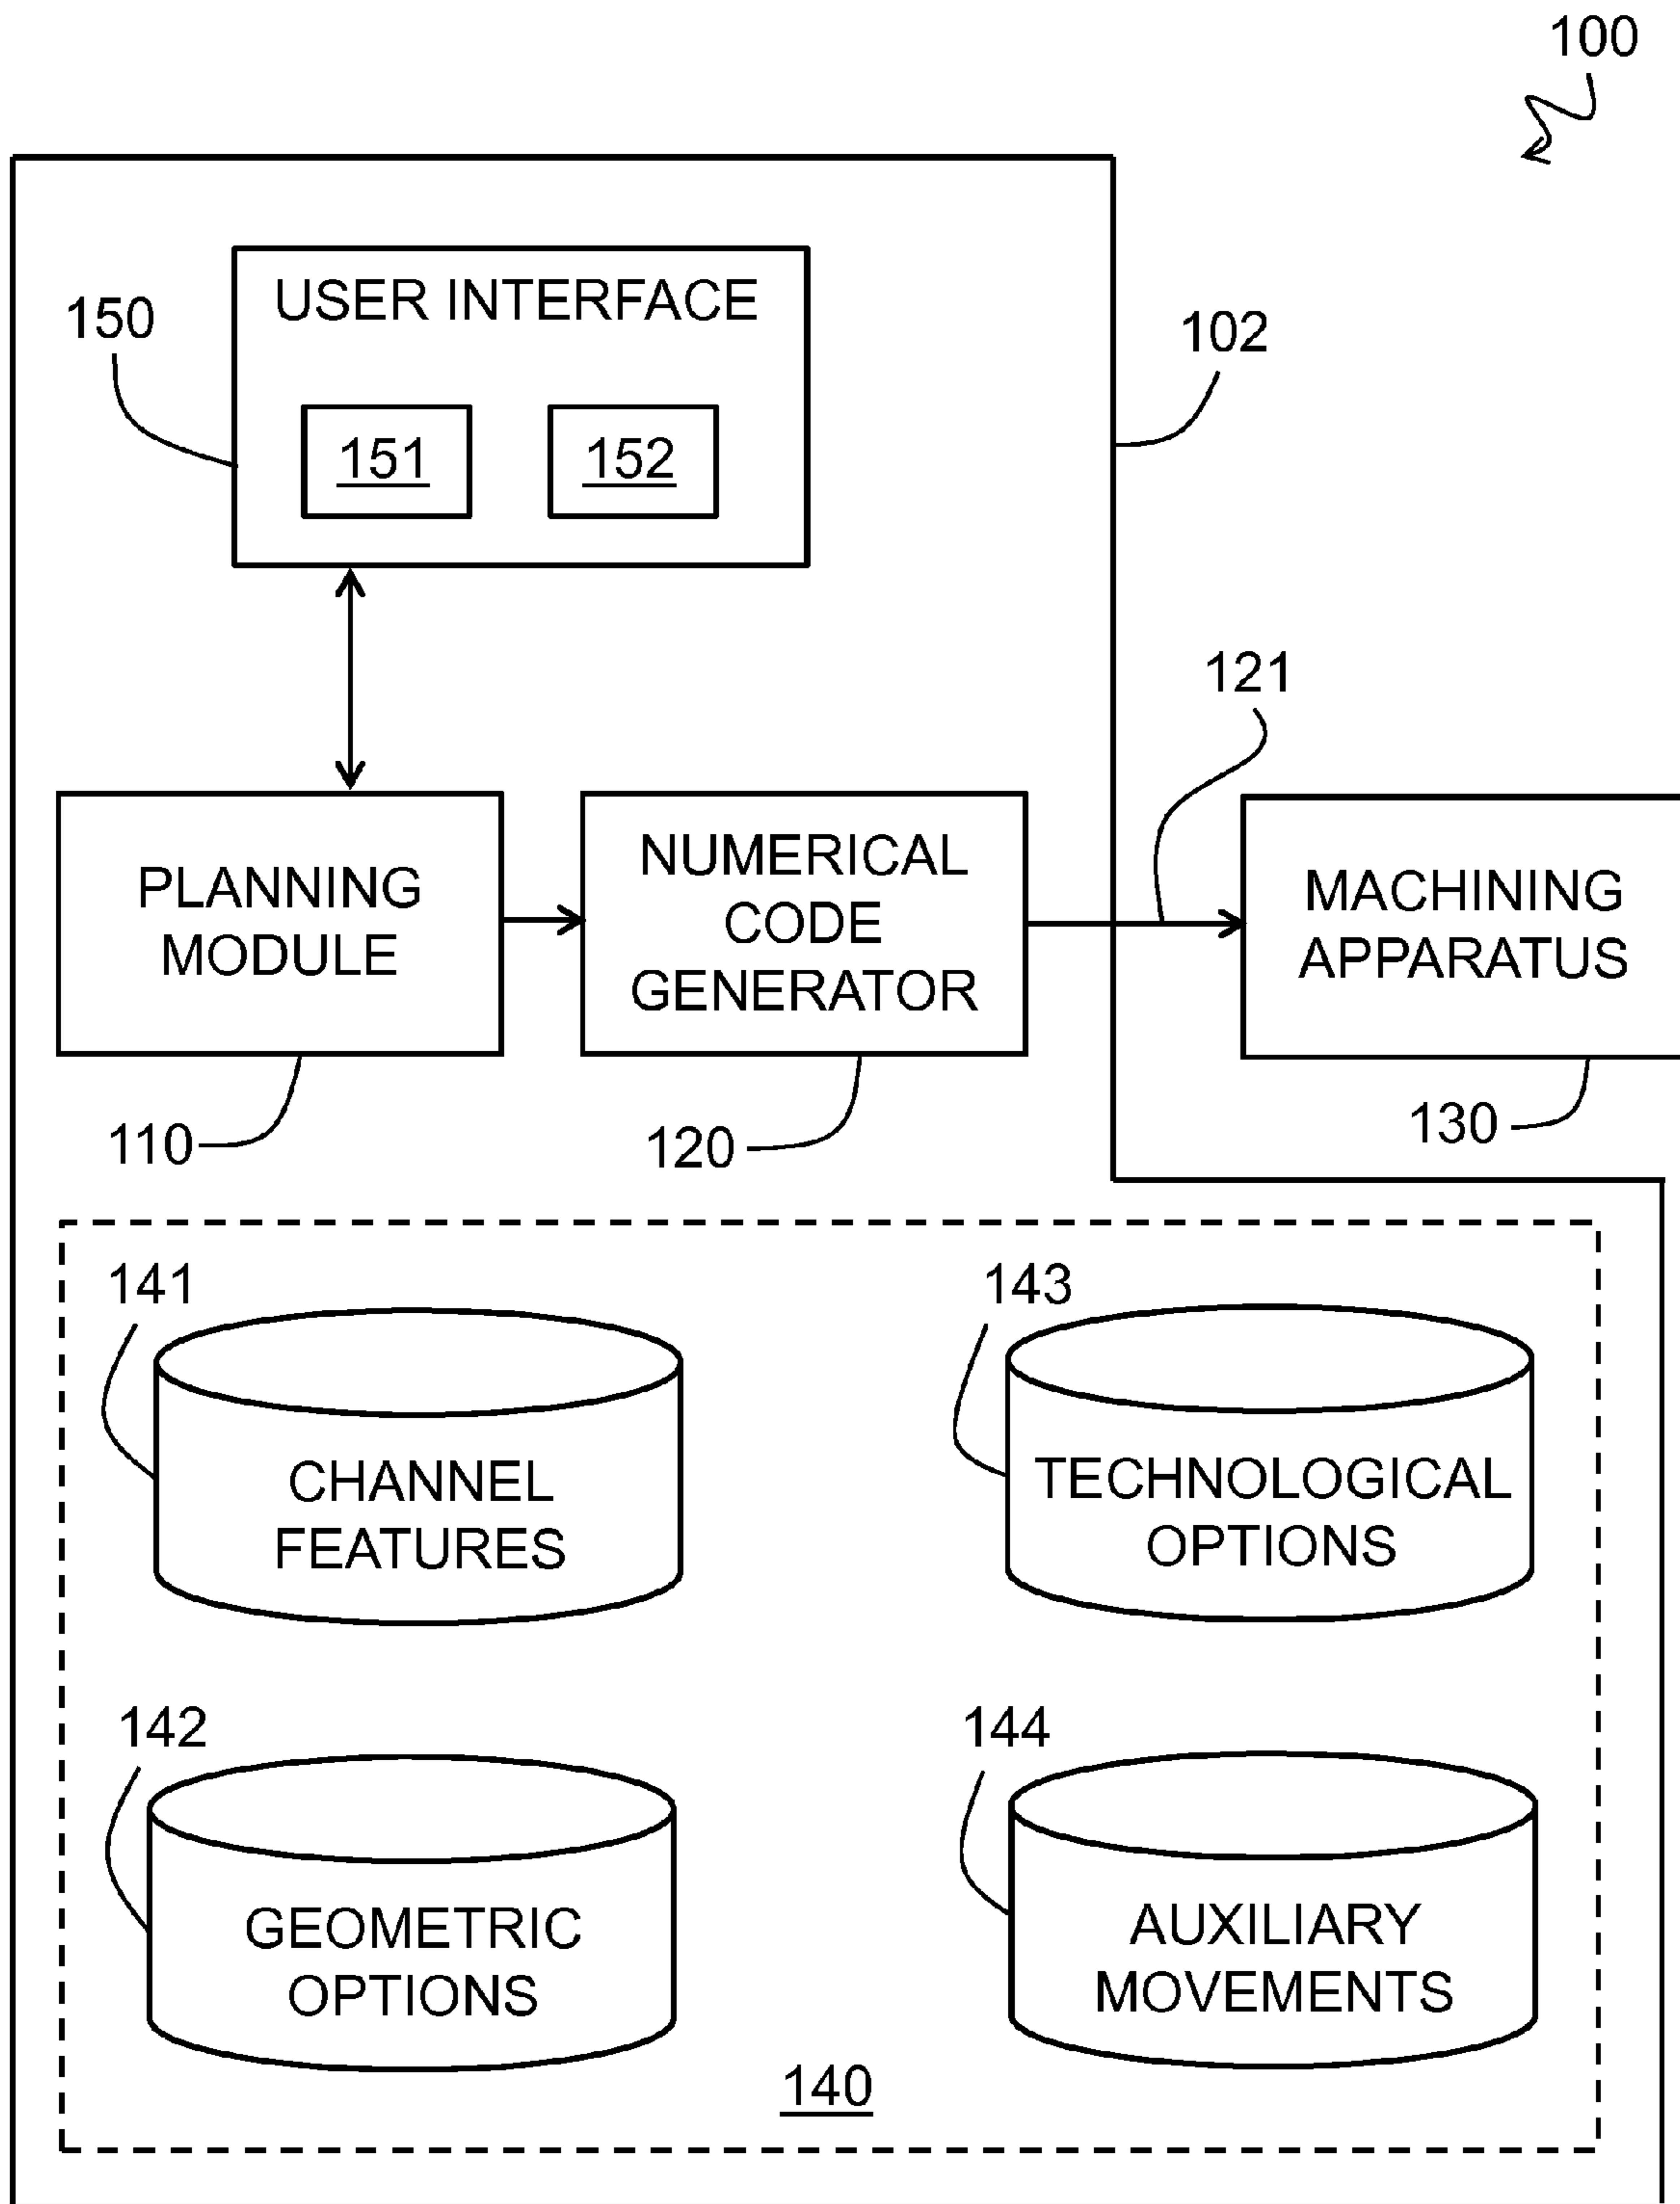 100
USER INTERFACE
150
102
151
152
121
PLANNING
MODULE
NUMERICAL
CODE
GENERATOR
MACHINING
APPARATUS
110
120
130
141
143
CHANNEL
FEATURES
TECHNOLOGICAL
OPTIONS
142
144
GEOMETRIC
OPTIONS
AUXILIARY
MOVEMENTS
140